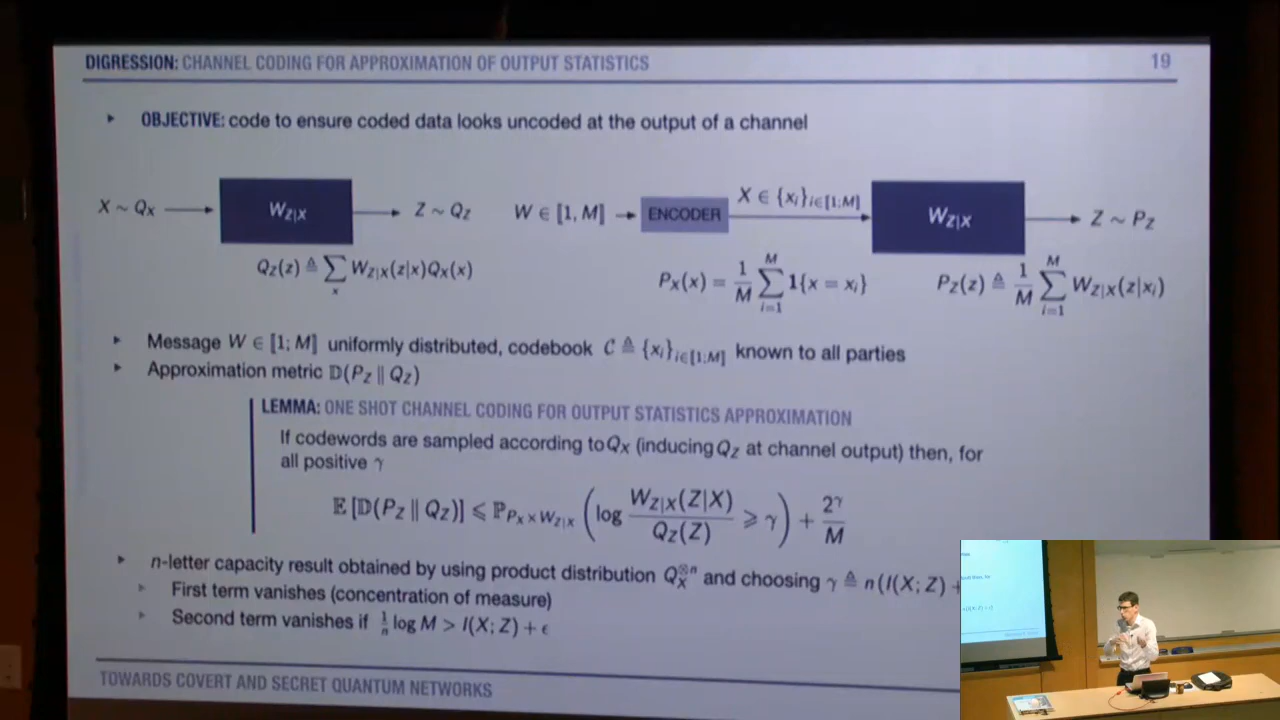 DIGRESSION: CHANNEL CODING FOR APPROXIMATION OF OUTPUT STATISTICS 19
▸ OBJECTIVE: code to ensure coded data looks uncoded at the output of a channel
X ∼ Q_X W_{Z|X} Z ∼ Q_Z W ∈ ⟦1, M⟧ ENCODER X ∈ {x_i}_{i∈⟦1;M⟧} W_{Z|X} Z ∼ P_Z
Q_Z(z) ≜ ∑_x W_{Z|X}(z|x)Q_X(x) P_X(x) = 1/M ∑_{i=1}^{M} 1{x = x_i} P_Z(z) ≜ 1/M ∑_{i=1}^{M} W_{Z|X}(z|x_i)
▸ Message W ∈ ⟦1; M⟧ uniformly distributed, codebook C ≜ {x_i}_{i∈⟦1;M⟧} known to all parties
▸ Approximation metric 𝔻(P_Z ∥ Q_Z)
LEMMA: ONE SHOT CHANNEL CODING FOR OUTPUT STATISTICS APPROXIMATION
If codewords are sampled according to Q_X (inducing Q_Z at channel output) then, for
all positive γ
𝔼[𝔻(P_Z ∥ Q_Z)] ⩽ ℙ_{P_X×W_{Z|X}} (log W_{Z|X}(Z|X)/Q_Z(Z) ⩾ γ) + 2^γ/M
▸ n-letter capacity result obtained by using product distribution Q_X^{⊗n} and choosing γ ≜ n(I(X; Z) +
▸ First term vanishes (concentration of measure)
▸ Second term vanishes if 1/n log M > I(X; Z) + ϵ
TOWARDS COVERT AND SECRET QUANTUM NETWORKS